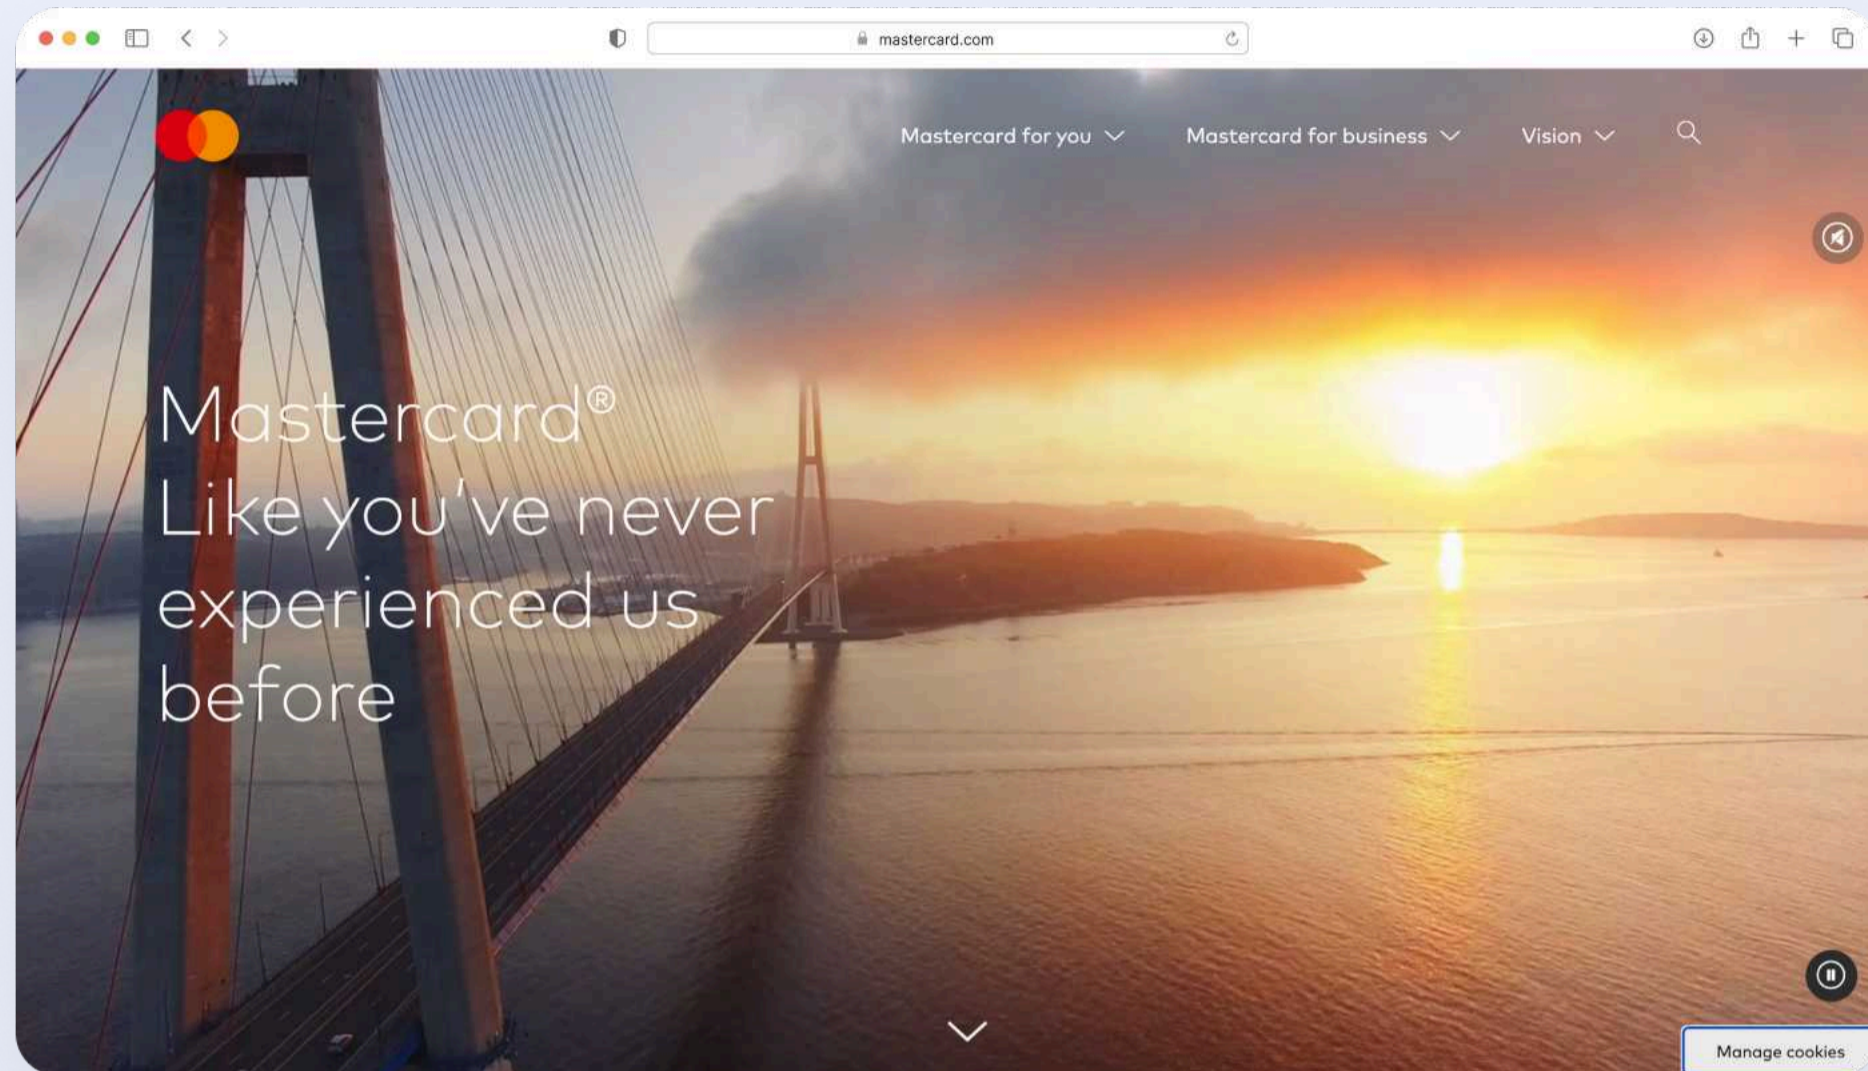 mastercard.com
Mastercard for you
Mastercard for business
Vision
Mastercard®
Like you've never
experienced us
before
Manage cookies